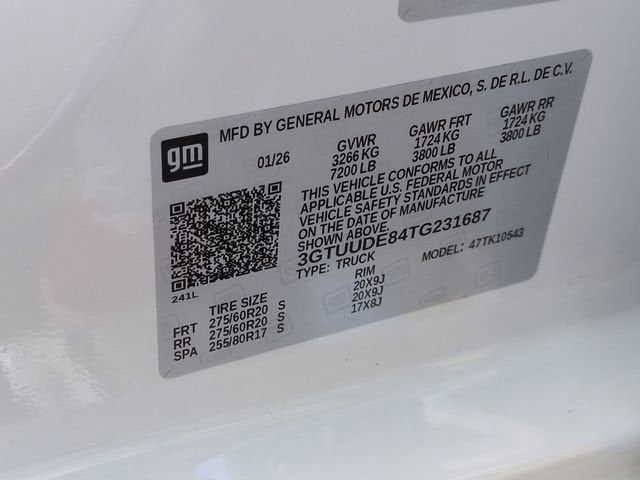 gm
MFD BY GENERAL MOTORS DE MEXICO, S. DE R.L. DE C.V.
01/26
GVWR
3266 KG
7200 LB
GAWR FRT
1724 KG
3800 LB
GAWR RR
1724 KG
3800 LB
THIS VEHICLE CONFORMS TO ALL
APPLICABLE U.S. FEDERAL MOTOR
VEHICLE SAFETY STANDARDS IN EFFECT
ON THE DATE OF MANUFACTURE
SHOWN ABOVE.
3GTUUDE84TG231687
TYPE: TRUCK
MODEL: 47TK10543
241L
TIRE SIZE RIM
FRT 275/60R20 S 20X9J
RR 275/60R20 S 20X9J
SPA 255/80R17 S 17X8J